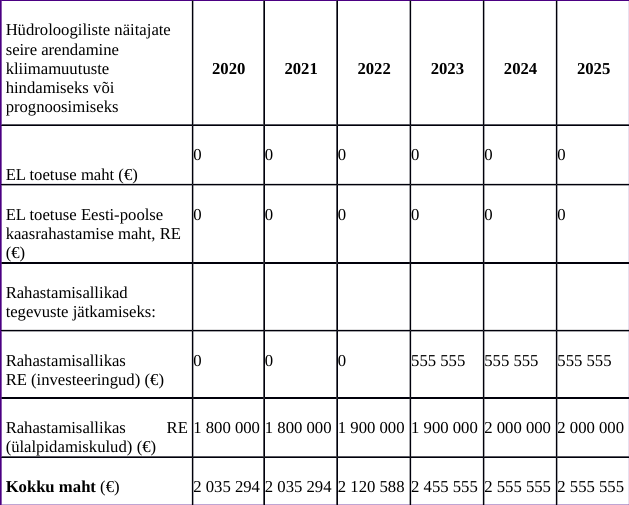 Hüdroloogiliste näitajate
seire arendamine
kliimamuutuste
hindamiseks või
prognoosimiseks
2020 2021 2022 2023 2024 2025
0 0 0 0 0 0
EL toetuse maht (€)
EL toetuse Eesti-poolse 0 0 0 0 0 0
kaasrahastamise maht, RE
(€)
Rahastamisallikad
tegevuste jätkamiseks:
Rahastamisallikas 0 0 0 555 555 555 555 555 555
RE (investeeringud) (€)
Rahastamisallikas RE 1 800 000 1 800 000 1 900 000 1 900 000 2 000 000 2 000 000
(ülalpidamiskulud) (€)
Kokku maht (€) 2 035 294 2 035 294 2 120 588 2 455 555 2 555 555 2 555 555